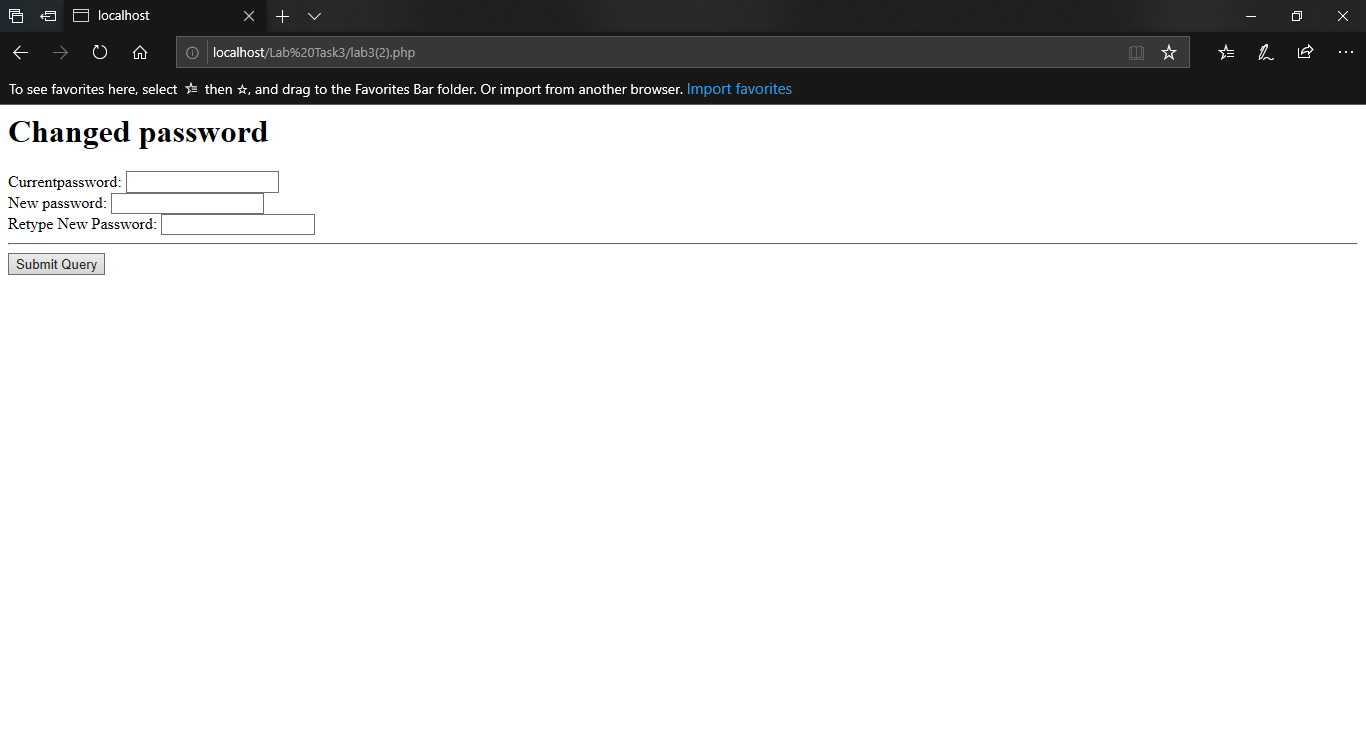 localhost
localhost/Lab%20Task3/lab3(2).php
To see favorites here, select then , and drag to the Favorites Bar folder. Or import from another browser. Import favorites
Changed password
Currentpassword:
New password:
Retype New Password:
Submit Query